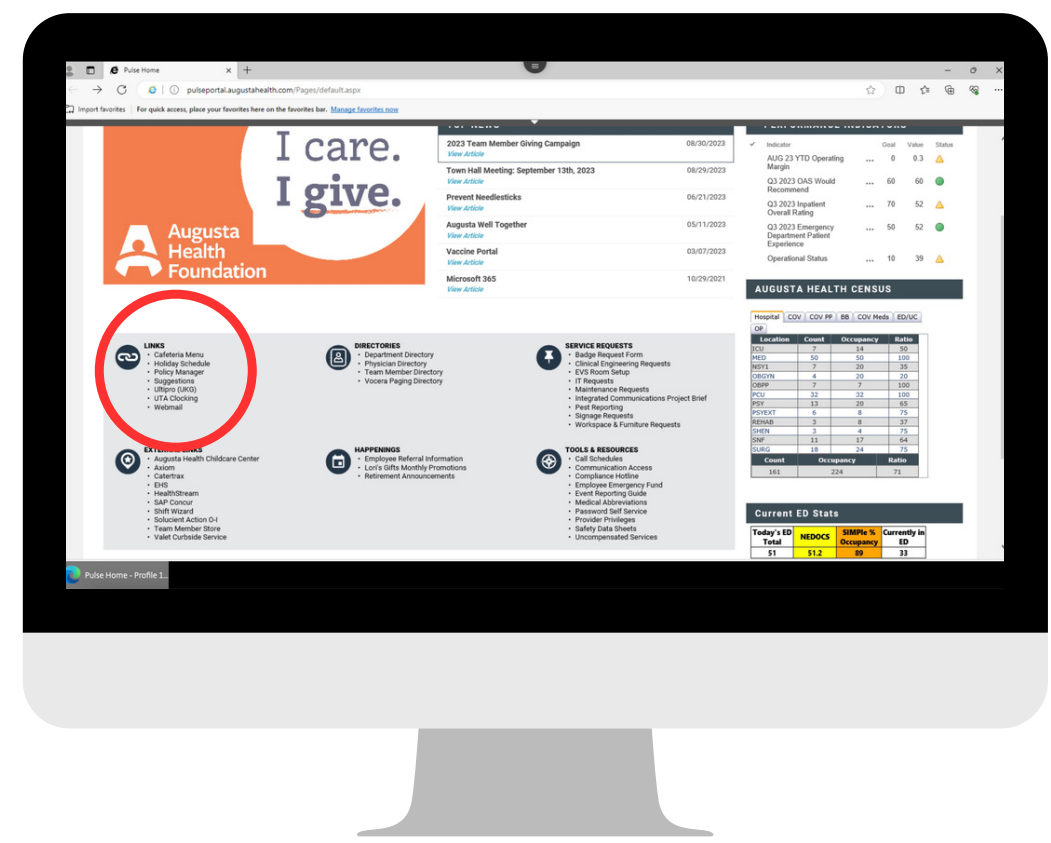 Pulse Home
pulseportal.augustahealth.com/Pages/default.aspx
Import favorites
For quick access, place your favorites here on the favorites bar. Manage favorites now
I care.
I give.
Augusta
Health
Foundation
TOP NEWS
2023 Team Member Giving Campaign 08/30/2023
View Article
Town Hall Meeting: September 13th, 2023 08/29/2023
View Article
Prevent Needlesticks 06/21/2023
View Article
Augusta Well Together 05/11/2023
View Article
Vaccine Portal 03/07/2023
View Article
Microsoft 365 10/29/2021
View Article
PERFORMANCE INDICATORS
Indicator Goal Value Status
AUG 23 YTD Operating ... 0 0.3
Margin
Q3 2023 OAS Would ... 60 60
Recommend
Q3 2023 Inpatient ... 70 52
Overall Rating
Q3 2023 Emergency ... 50 52
Department Patient
Experience
Operational Status ... 10 39
AUGUSTA HEALTH CENSUS
Hospital COV COV PP BB COV Meds ED/UC
OP
Location Count Occupancy Ratio
ICU 7 14 50
MED 50 50 100
NSY1 7 20 35
OBGYN 4 20 20
OBPP 7 7 100
PCU 32 32 100
PSY 13 20 65
PSYEXT 6 8 75
REHAB 3 8 37
SHEN 3 4 75
SNF 11 17 64
SURG 18 24 75
Count Occupancy Ratio
161 224 71
Current ED Stats
Today's ED Total NEDOCS SIMPle % Occupancy Currently in ED
51 51.2 89 33
LINKS
• Cafeteria Menu
• Holiday Schedule
• Policy Manager
• Suggestions
• Ultipro (UKG)
• UTA Clocking
• Webmail
DIRECTORIES
• Department Directory
• Physician Directory
• Team Member Directory
• Vocera Paging Directory
SERVICE REQUESTS
• Badge Request Form
• Clinical Engineering Requests
• EVS Room Setup
• IT Requests
• Maintenance Requests
• Integrated Communications Project Brief
• Pest Reporting
• Signage Requests
• Workspace & Furniture Requests
EXTERNAL LINKS
• Augusta Health Childcare Center
• Axiom
• Catertrax
• EHS
• HealthStream
• SAP Concur
• Shift Wizard
• Solucient Action O-I
• Team Member Store
• Valet Curbside Service
HAPPENINGS
• Employee Referral Information
• Lori's Gifts Monthly Promotions
• Retirement Announcements
TOOLS & RESOURCES
• Call Schedules
• Communication Access
• Compliance Hotline
• Employee Emergency Fund
• Event Reporting Guide
• Medical Abbreviations
• Password Self Service
• Provider Privileges
• Safety Data Sheets
• Uncompensated Services
Pulse Home - Profile 1...